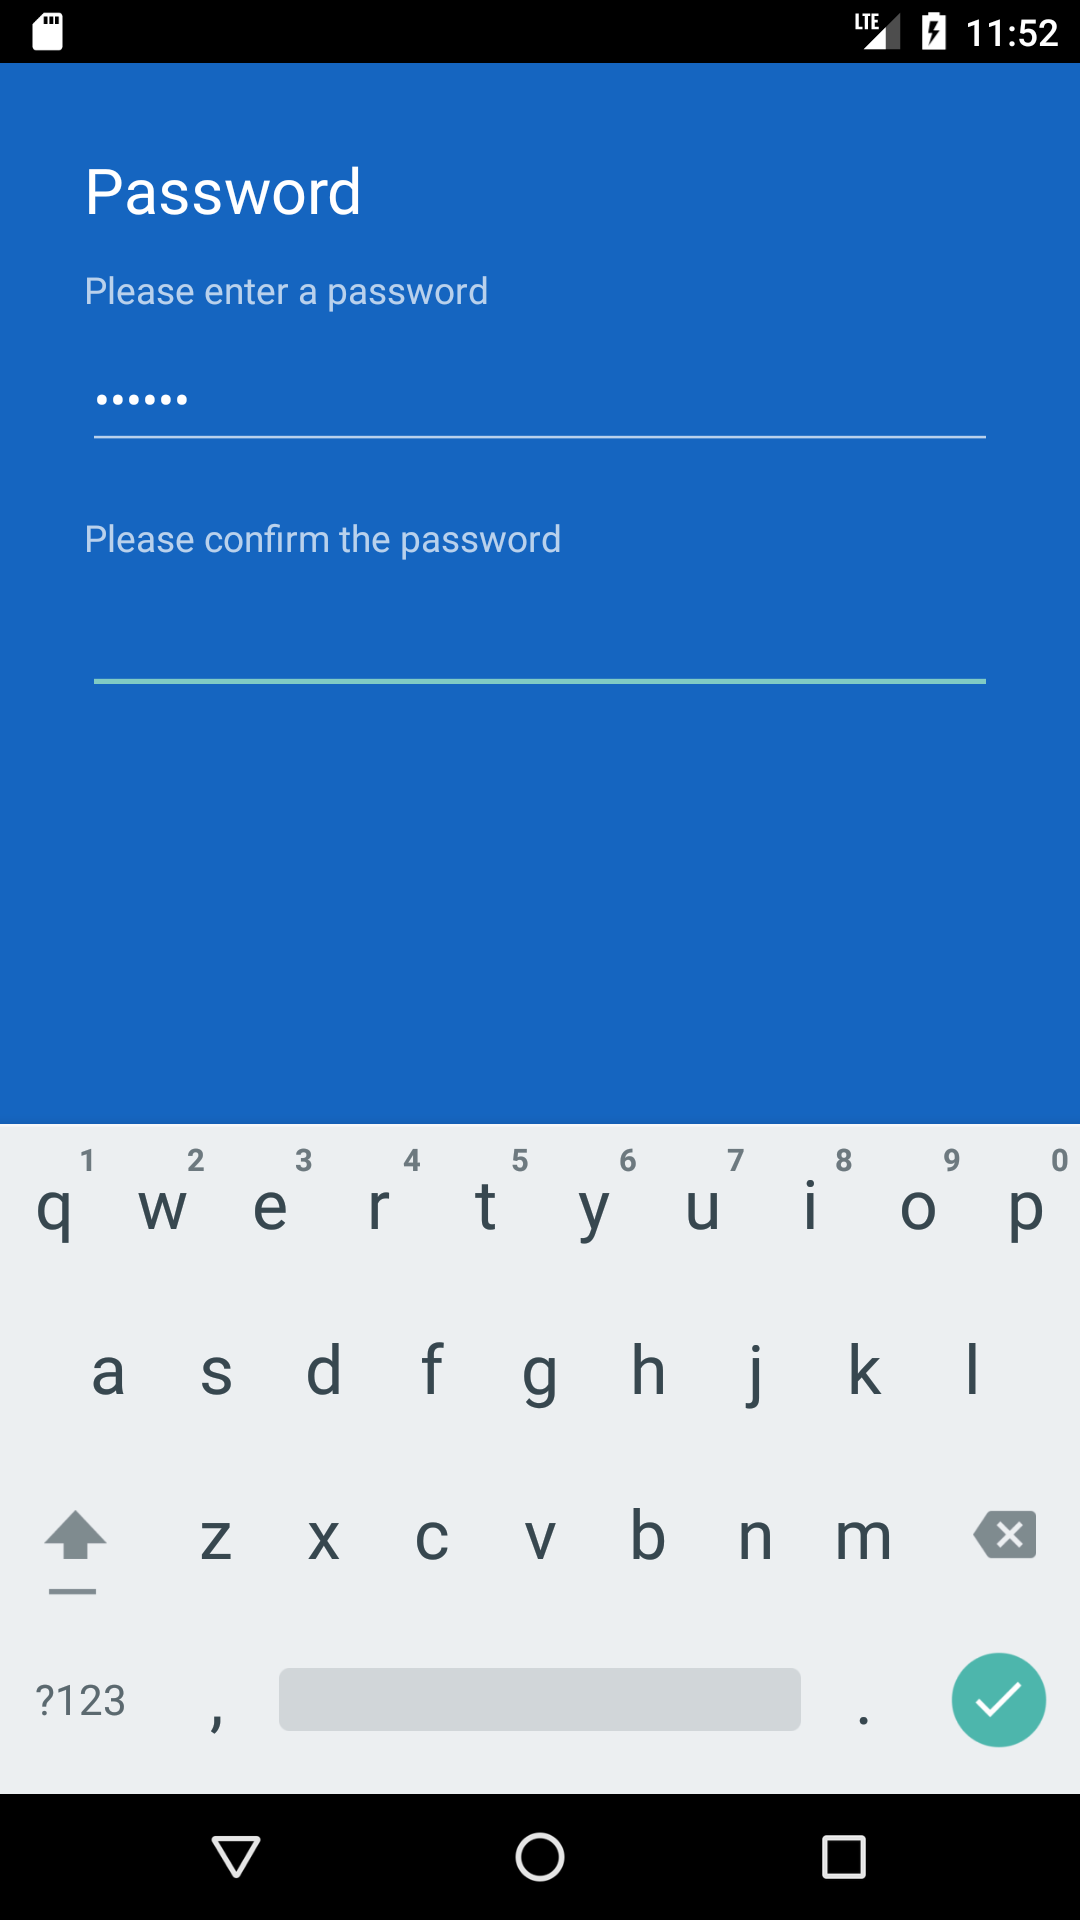 LTE 11:52
Password
Please enter a password
••••••
Please confirm the password
1 2 3 4 5 6 7 8 9 0
q w e r t y u i o p
a s d f g h j k l
z x c v b n m
?123 , .